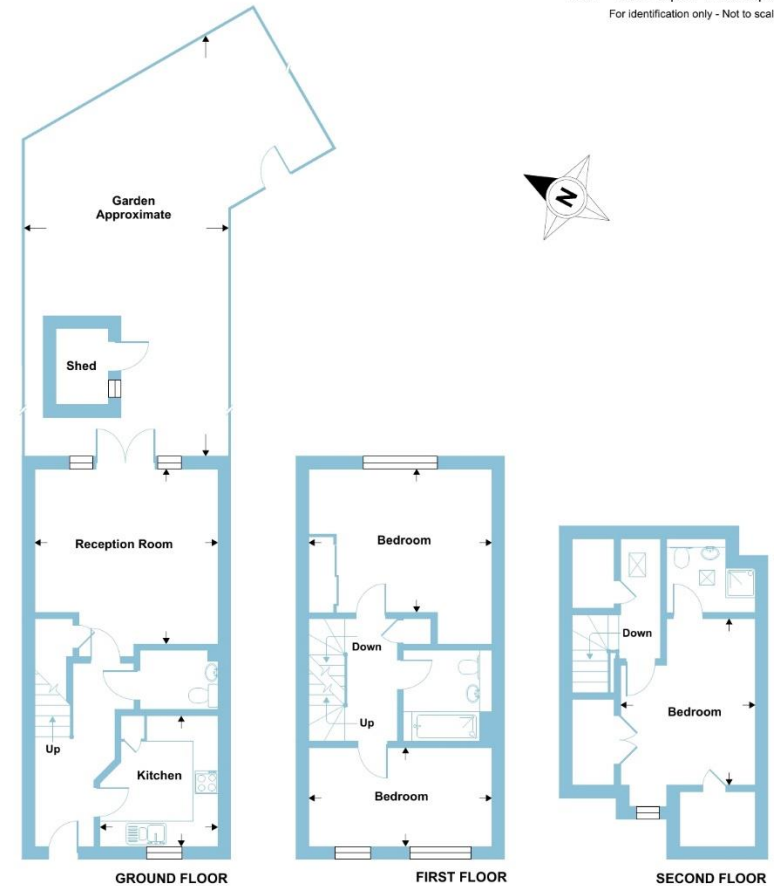 For identification only - Not to scal
N
Garden
Approximate
Shed
Reception Room
Up
Kitchen
GROUND FLOOR
Bedroom
Down
Up
Bedroom
FIRST FLOOR
Down
Bedroom
SECOND FLOOR